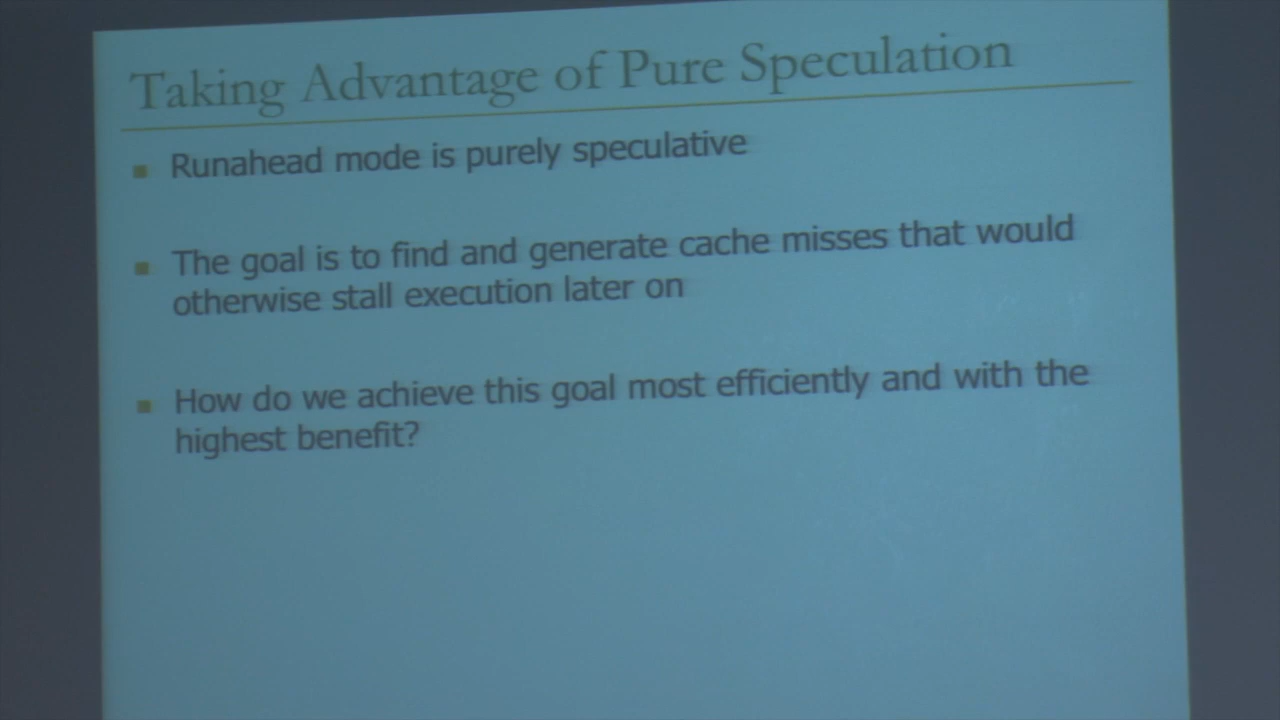 Taking Advantage of Pure Speculation
Runahead mode is purely speculative
The goal is to find and generate cache misses that would
otherwise stall execution later on
How do we achieve this goal most efficiently and with the
highest benefit?